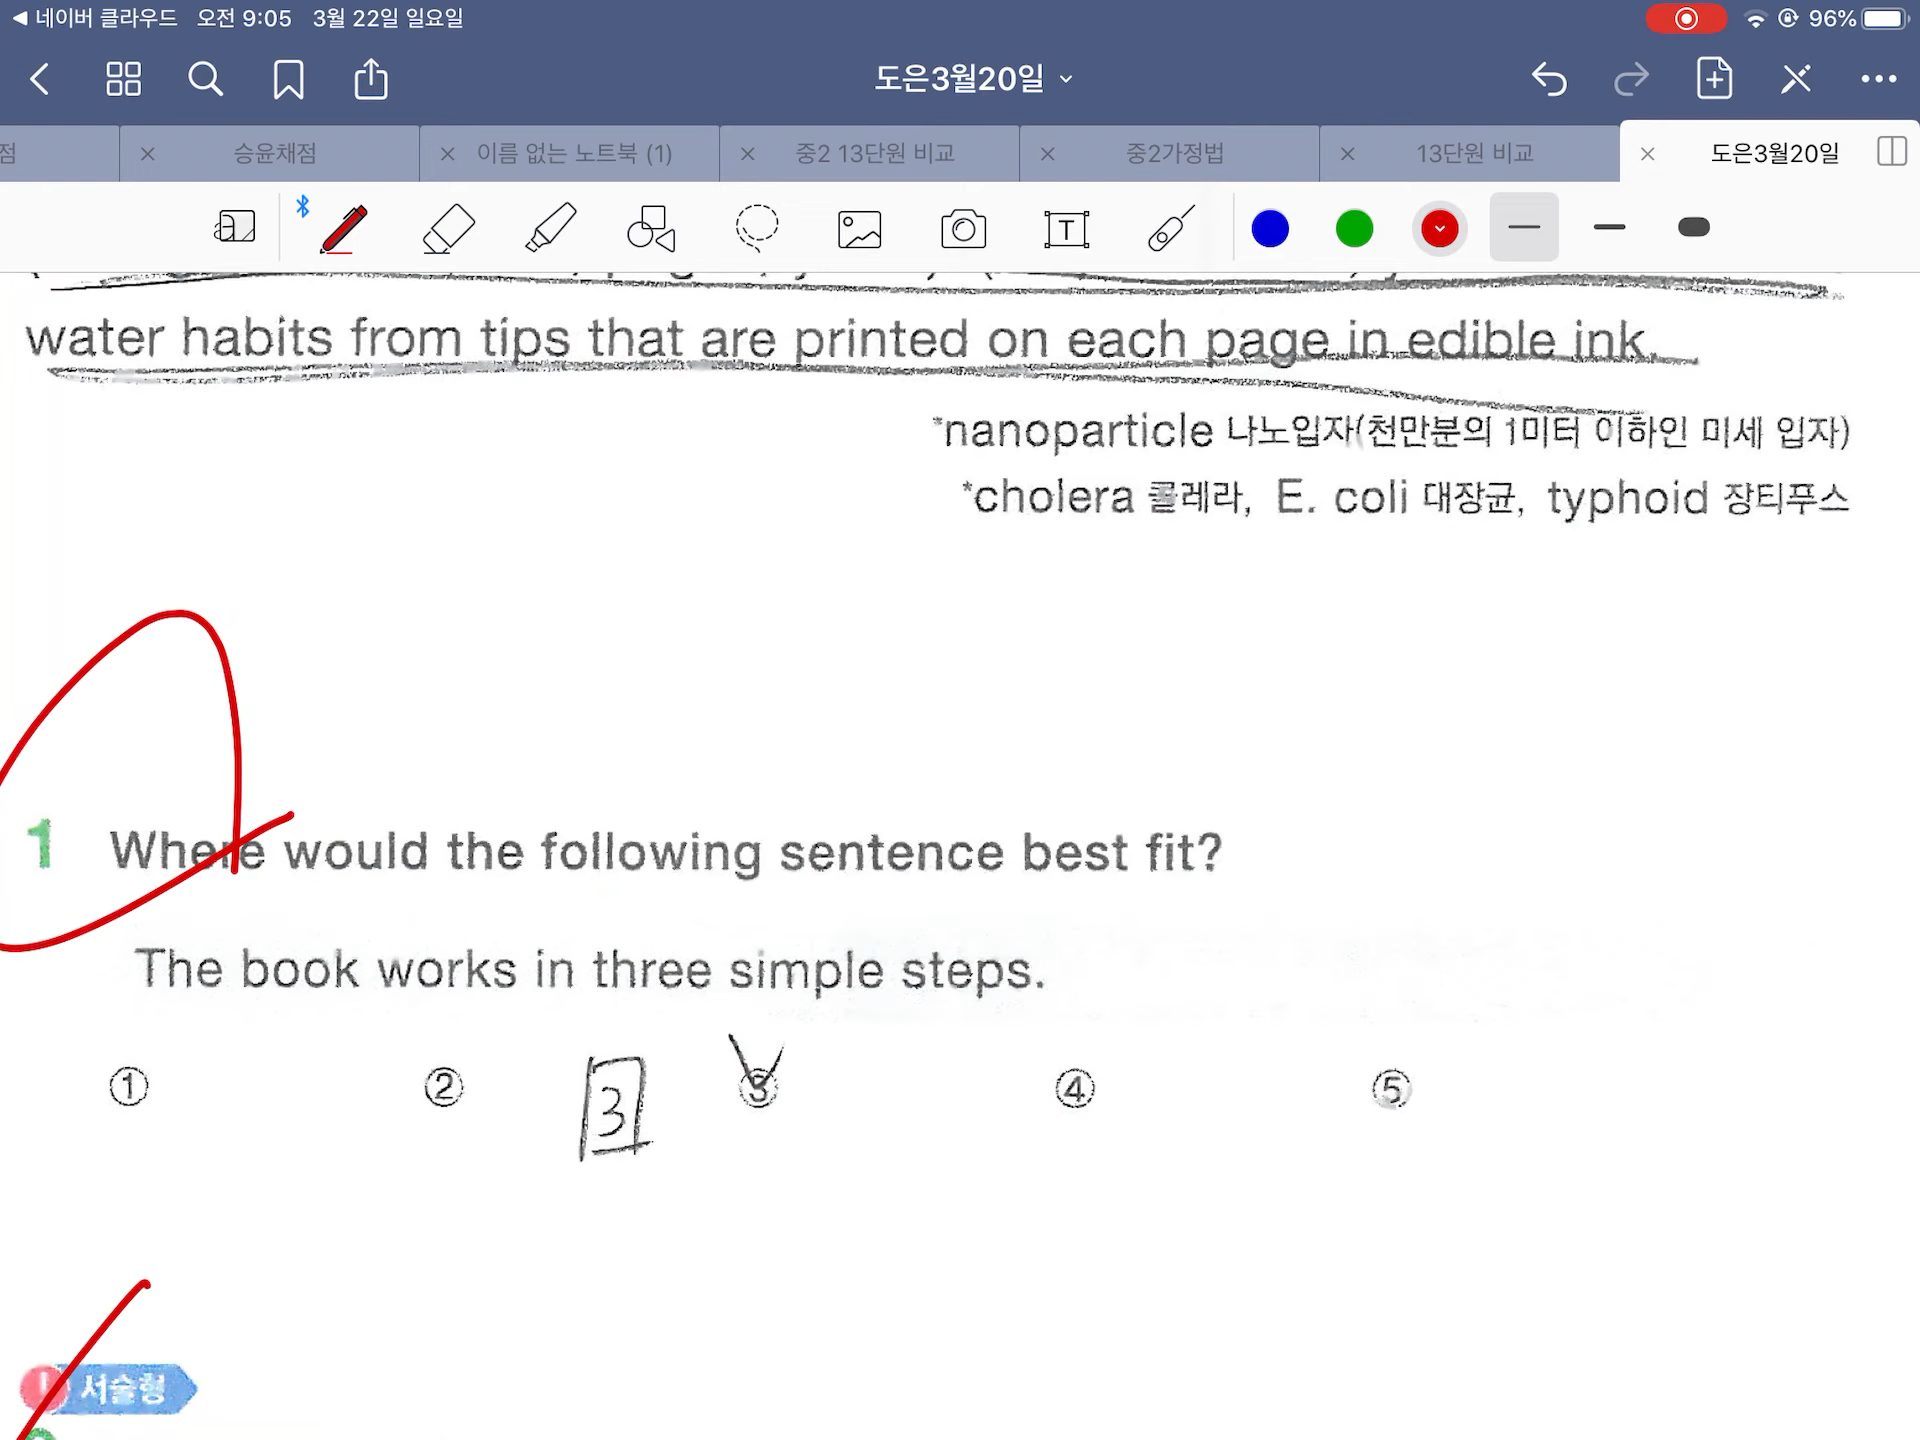 네이버 클라우드 오전 9:05 3월 22일 일요일 96%
도은3월20일
점 승윤채점 이름 없는 노트북 (1) 중2 13단원 비교 중2가정법 13단원 비교 도은3월20일
water habits from tips that are printed on each page in edible ink.
*nanoparticle 나노입자(천만분의 1미터 이하인 미세 입자)
*cholera 콜레라, E. coli 대장균, typhoid 장티푸스
1 Where would the following sentence best fit?
The book works in three simple steps.
① ② 3 ③ ④ ⑤
서술형